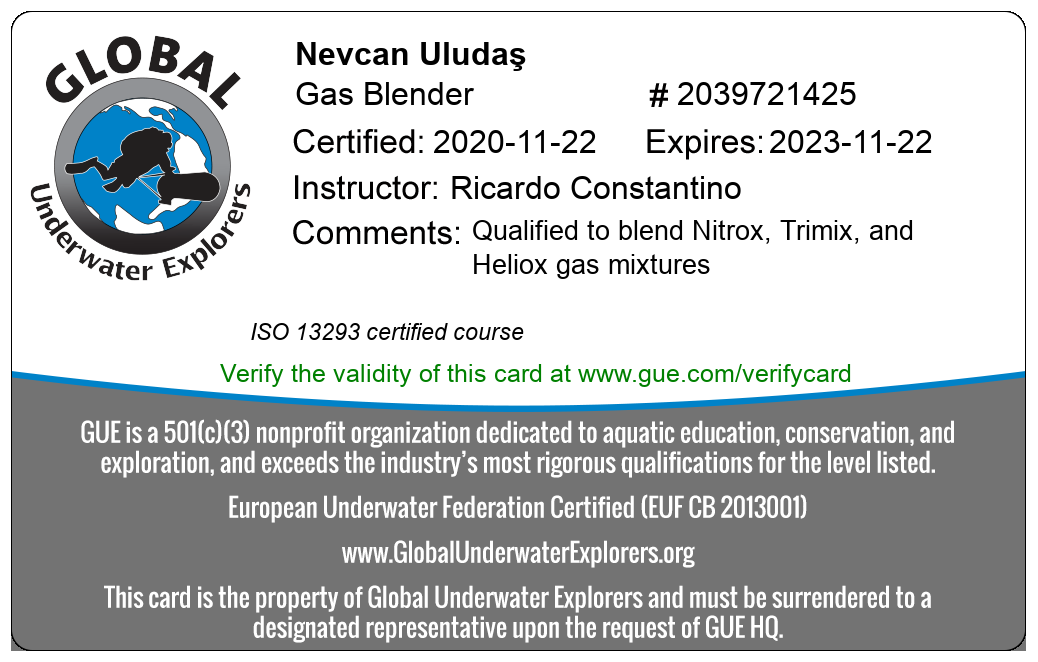 GLOBAL
Underwater Explorers
Nevcan Uludaş
Gas Blender # 2039721425
Certified: 2020-11-22 Expires: 2023-11-22
Instructor: Ricardo Constantino
Comments: Qualified to blend Nitrox, Trimix, and
Heliox gas mixtures
ISO 13293 certified course
Verify the validity of this card at www.gue.com/verifycard
GUE is a 501(c)(3) nonprofit organization dedicated to aquatic education, conservation, and
exploration, and exceeds the industry's most rigorous qualifications for the level listed.
European Underwater Federation Certified (EUF CB 2013001)
www.GlobalUnderwaterExplorers.org
This card is the property of Global Underwater Explorers and must be surrendered to a
designated representative upon the request of GUE HQ.